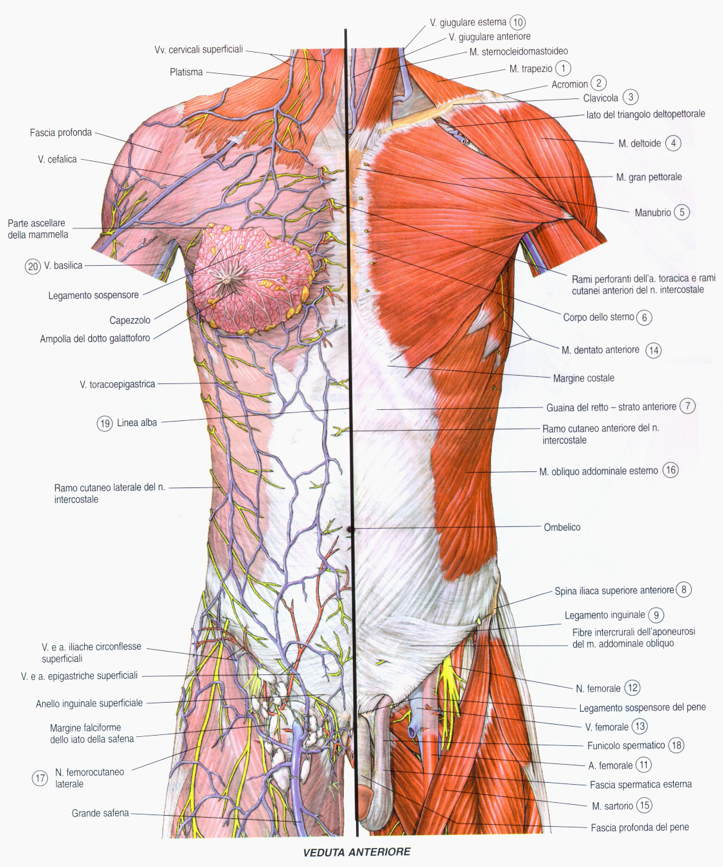 V. giugulare esterna 10
V. giugulare anteriore
Vv. cervicali superficiali
M. sternocleidomastoideo
Platisma
M. trapezio 1
Acromion 2
Clavicola 3
Iato del triangolo deltopettorale
Fascia profonda
M. deltoide 4
V. cefalica
M. gran pettorale
Manubrio 5
Parte ascellare
della mammella
20 V. basilica
Rami perforanti dell'a. toracica e rami
cutanei anteriori del n. intercostale
Legamento sospensore
Capezzolo
Corpo dello sterno 6
Ampolla del dotto galattoforo
M. dentato anteriore 14
Margine costale
V. toracoepigastrica
Guaina del retto – strato anteriore 7
19 Linea alba
Ramo cutaneo anteriore del n.
intercostale
M. obliquo addominale esterno 16
Ramo cutaneo laterale del n.
intercostale
Ombelico
Spina iliaca superiore anteriore 8
Legamento inguinale 9
Fibre intercrurali dell'aponeurosi
del m. addominale obliquo
V. e a. iliache circonflesse
superficiali
V. e a. epigastriche superficiali
N. femorale 12
Anello inguinale superficiale
Legamento sospensore del pene
V. femorale 13
Margine falciforme
dello iato della safena
Funicolo spermatico 18
A. femorale 11
17 N. femorocutaneo
laterale
Fascia spermatica esterna
M. sartorio 15
Grande safena
Fascia profonda del pene
VEDUTA ANTERIORE